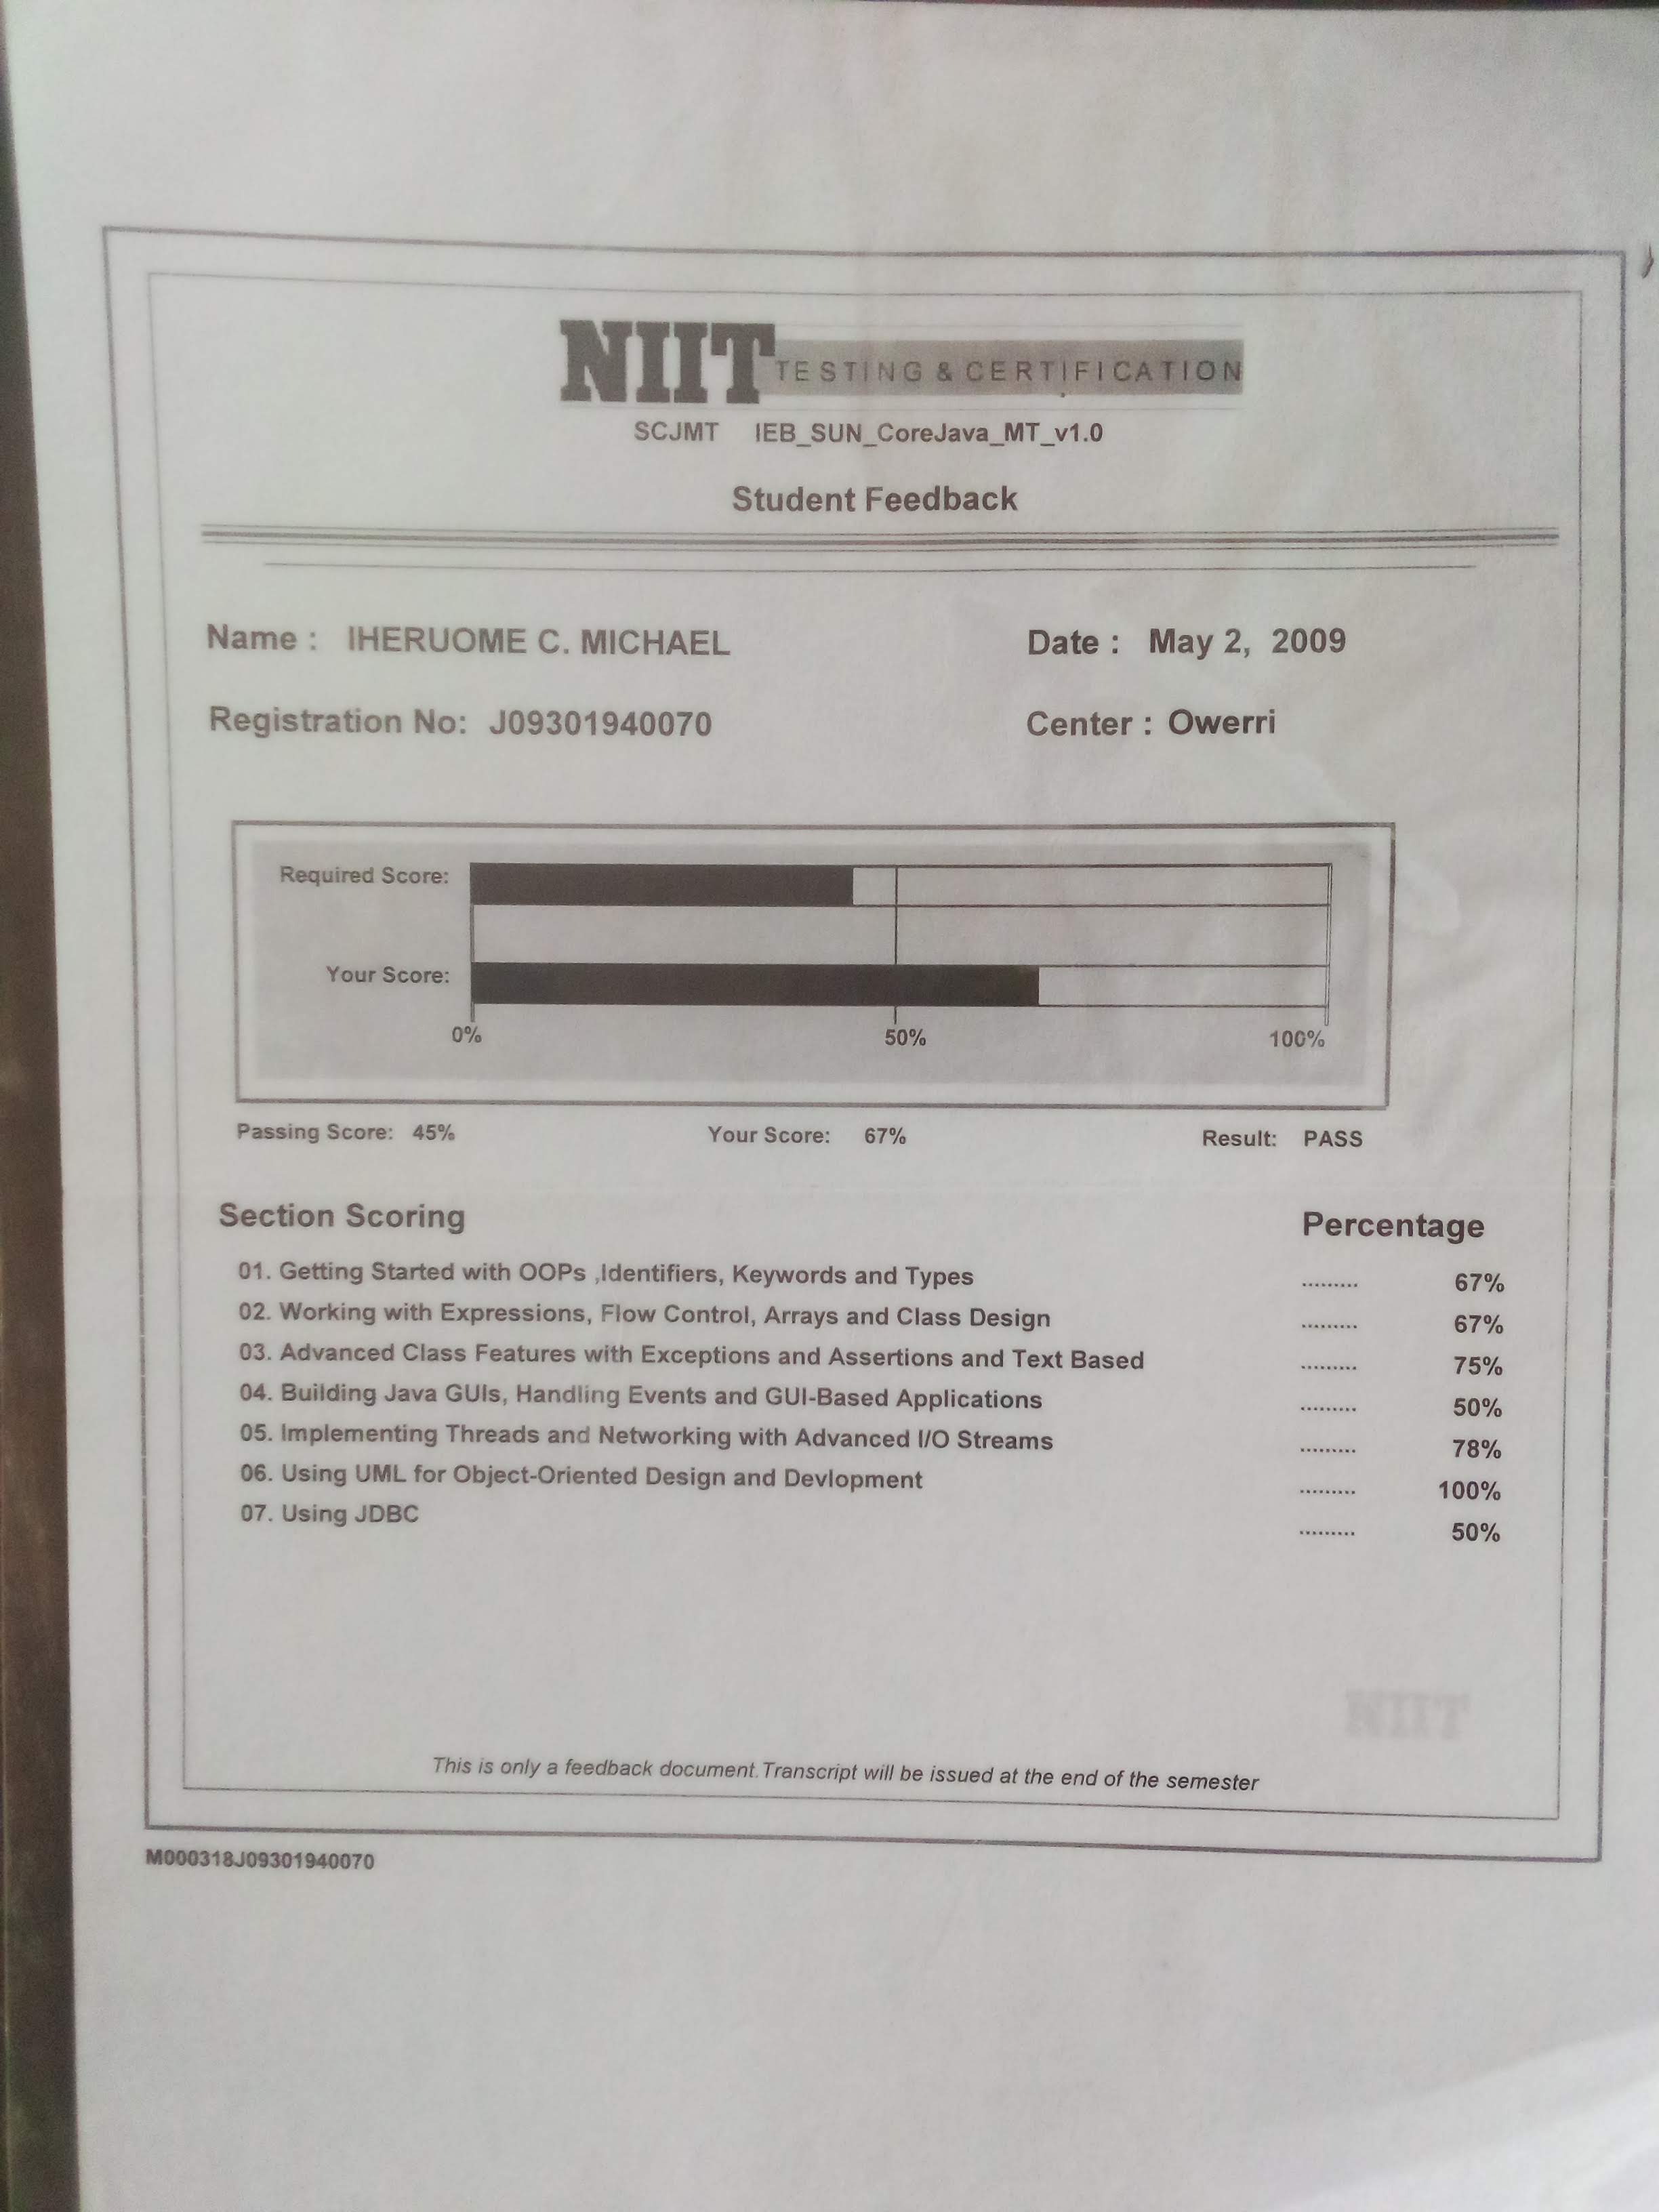 NIIT TESTING & CERTIFICATION
SCJMT IEB_SUN_CoreJava_MT_v1.0
Student Feedback
Name : IHERUOME C. MICHAEL Date : May 2, 2009
Registration No: J09301940070 Center : Owerri
Required Score:
Your Score:
0% 50% 100%
Passing Score: 45% Your Score: 67% Result: PASS
Section Scoring Percentage
01. Getting Started with OOPs ,Identifiers, Keywords and Types ......... 67%
02. Working with Expressions, Flow Control, Arrays and Class Design ......... 67%
03. Advanced Class Features with Exceptions and Assertions and Text Based ......... 75%
04. Building Java GUIs, Handling Events and GUI-Based Applications ......... 50%
05. Implementing Threads and Networking with Advanced I/O Streams ......... 78%
06. Using UML for Object-Oriented Design and Devlopment ......... 100%
07. Using JDBC ......... 50%
NIIT
This is only a feedback document.Transcript will be issued at the end of the semester
M000318J09301940070